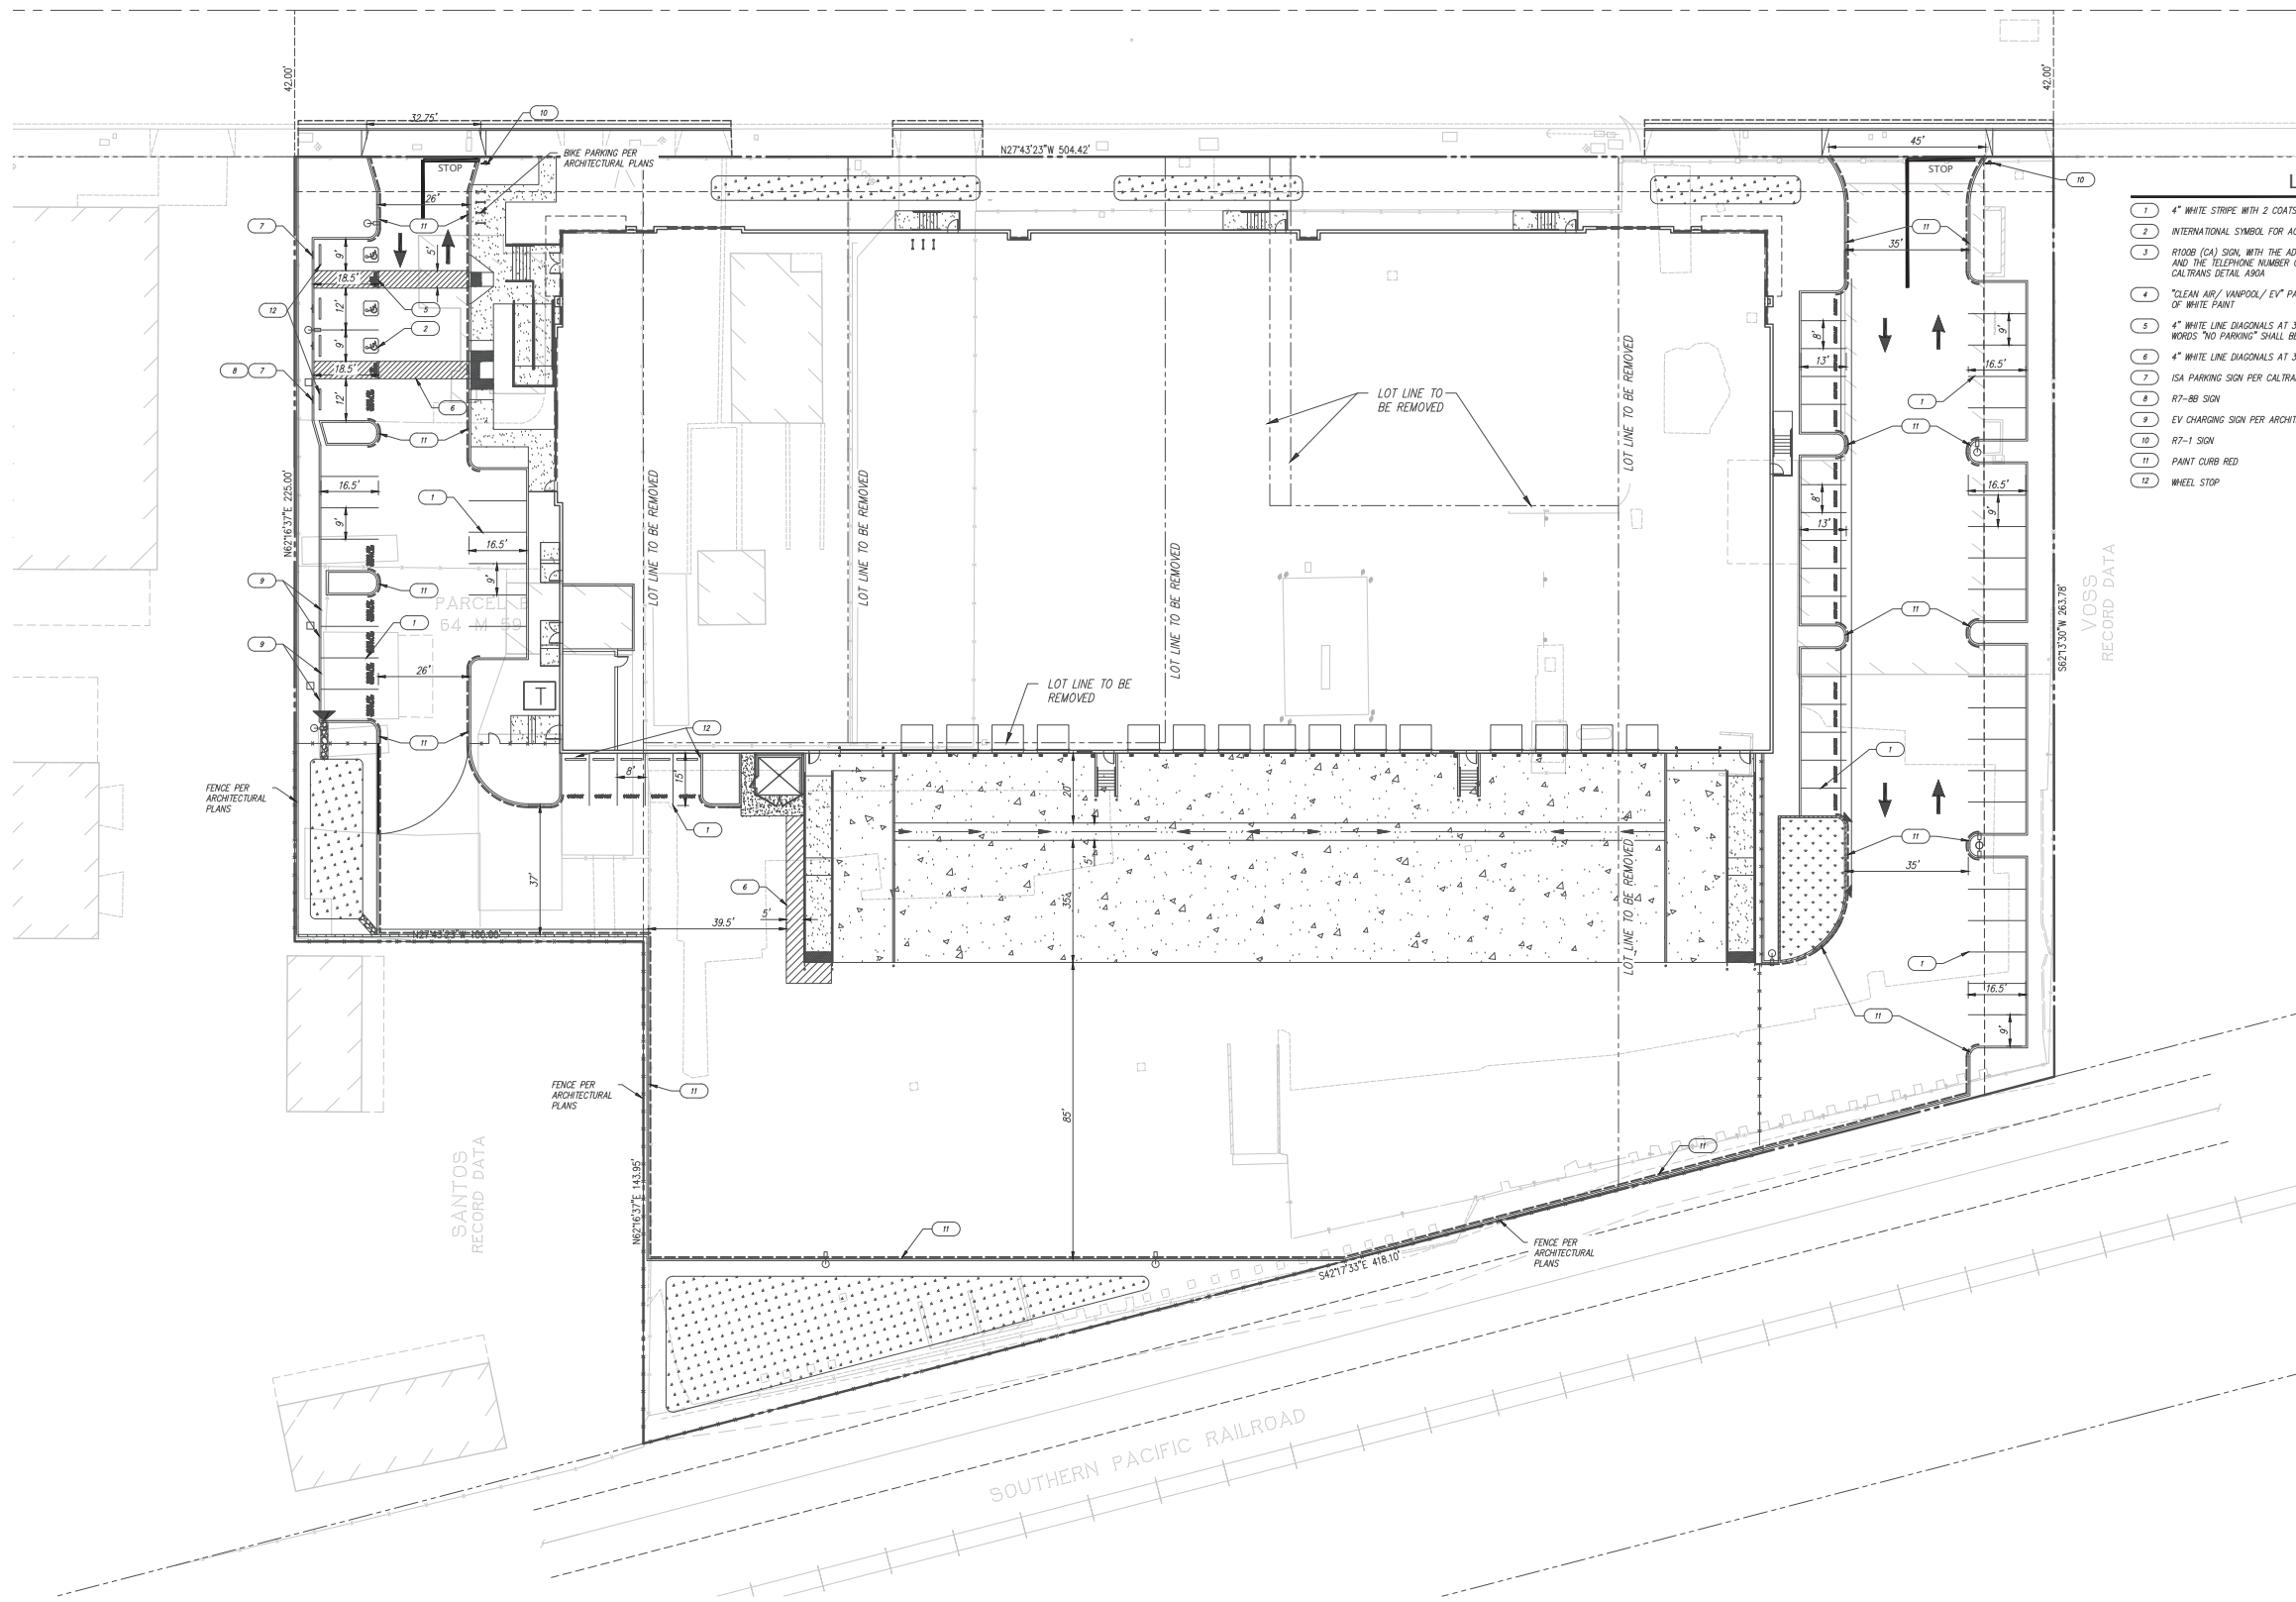 42.00'
42.00'
32.75'
10
BIKE PARKING PER
ARCHITECTURAL PLANS
N27°43'23"W 504.42'
45'
STOP
STOP
10
L
26'
11
7
11
35'
9'
5'
18.5'
12
12'
5
9'
2
18.5'
8
7
12'
6
11
8'
13'
9'
16.5'
1
11
LOT LINE TO
BE REMOVED
LOT LINE TO BE REMOVED
1 4" WHITE STRIPE WITH 2 COATS
2 INTERNATIONAL SYMBOL FOR AC
3 R100B (CA) SIGN, WITH THE AD
AND THE TELEPHONE NUMBER
CALTRANS DETAIL A90A
4 "CLEAN AIR/ VANPOOL/ EV" PA
OF WHITE PAINT
5 4" WHITE LINE DIAGONALS AT 3
WORDS "NO PARKING" SHALL BE
6 4" WHITE LINE DIAGONALS AT 3
7 ISA PARKING SIGN PER CALTRA
8 R7-8B SIGN
9 EV CHARGING SIGN PER ARCHIT
10 R7-1 SIGN
11 PAINT CURB RED
12 WHEEL STOP
N62°16'37"E 225.00'
16.5'
9'
1
16.5'
9'
LOT LINE TO BE REMOVED
LOT LINE TO BE REMOVED
LOT LINE TO BE REMOVED
8'
13'
16.5'
9'
9
11
PARCEL B
64 M 59
1
9
26'
11
T
12
LOT LINE TO BE
REMOVED
11
S62°13'30"W 263.78'
VOSS
RECORD DATA
1
FENCE PER
ARCHITECTURAL
PLANS
8'
15'
1
20'
5'
37'
6
5'
35'
39.5'
N27°43'23"W 100.00'
LOT LINE TO BE REMOVED
11
35'
1
16.5'
9'
11
FENCE PER
ARCHITECTURAL
PLANS
11
85'
11
SANTOS
RECORD DATA
N62°16'37"E 143.95'
11
FENCE PER
ARCHITECTURAL
PLANS
S42°17'33"E 418.10'
SOUTHERN PACIFIC RAILROAD